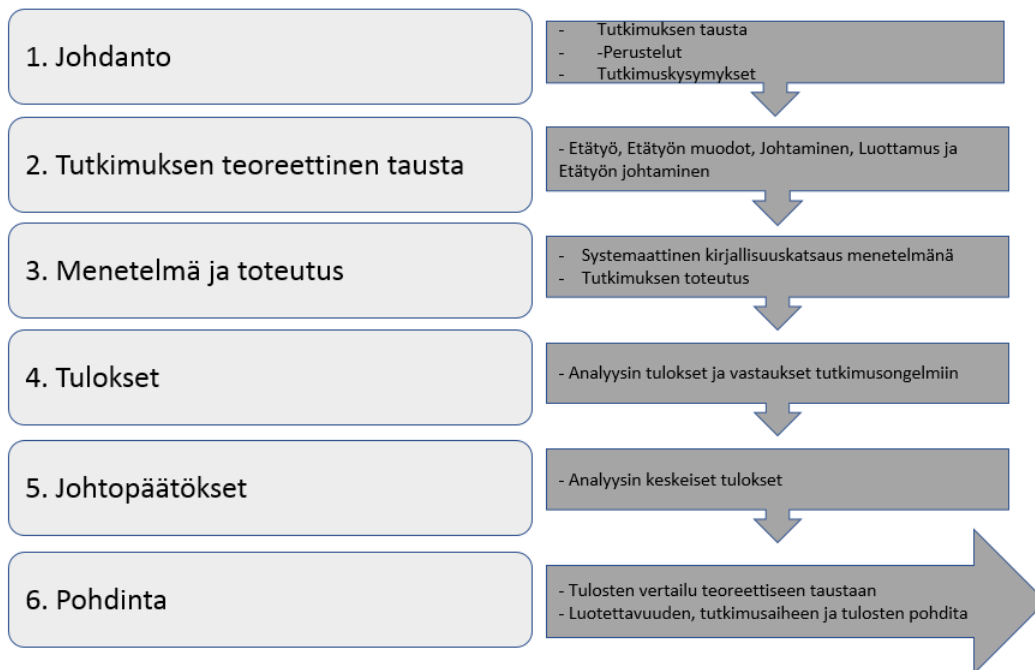 1. Johdanto
- Tutkimuksen tausta
- -Perustelut
- Tutkimuskysymykset
2. Tutkimuksen teoreettinen tausta
- Etätyö, Etätyön muodot, Johtaminen, Luottamus ja
Etätyön johtaminen
3. Menetelmä ja toteutus
- Systemaattinen kirjallisuuskatsaus menetelmänä
- Tutkimuksen toteutus
4. Tulokset
- Analyysin tulokset ja vastaukset tutkimusongelmiin
5. Johtopäätökset
- Analyysin keskeiset tulokset
6. Pohdinta
- Tulosten vertailu teoreettiseen taustaan
- Luotettavuuden, tutkimusaiheen ja tulosten pohdita